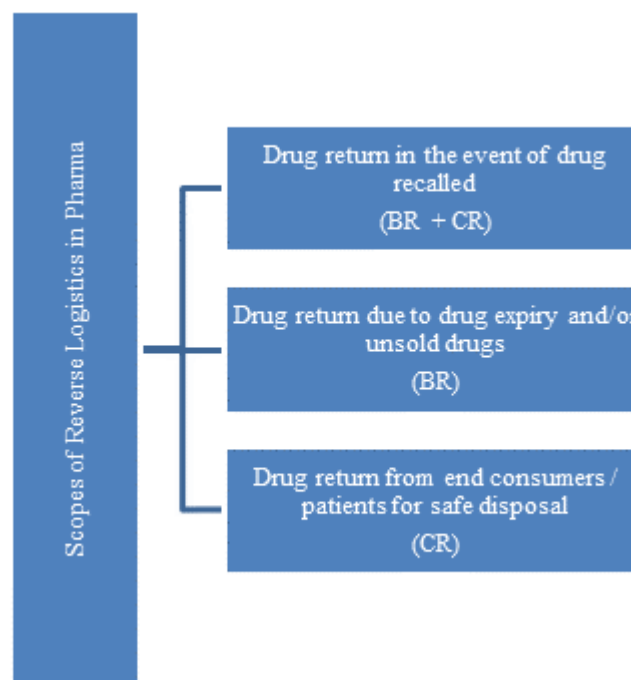 Scopes of Reverse Logistics in Pharma
Drug return in the event of drug
recalled
(BR + CR)
Drug return due to drug expiry and/or
unsold drugs
(BR)
Drug return from end consumers /
patients for safe disposal
(CR)